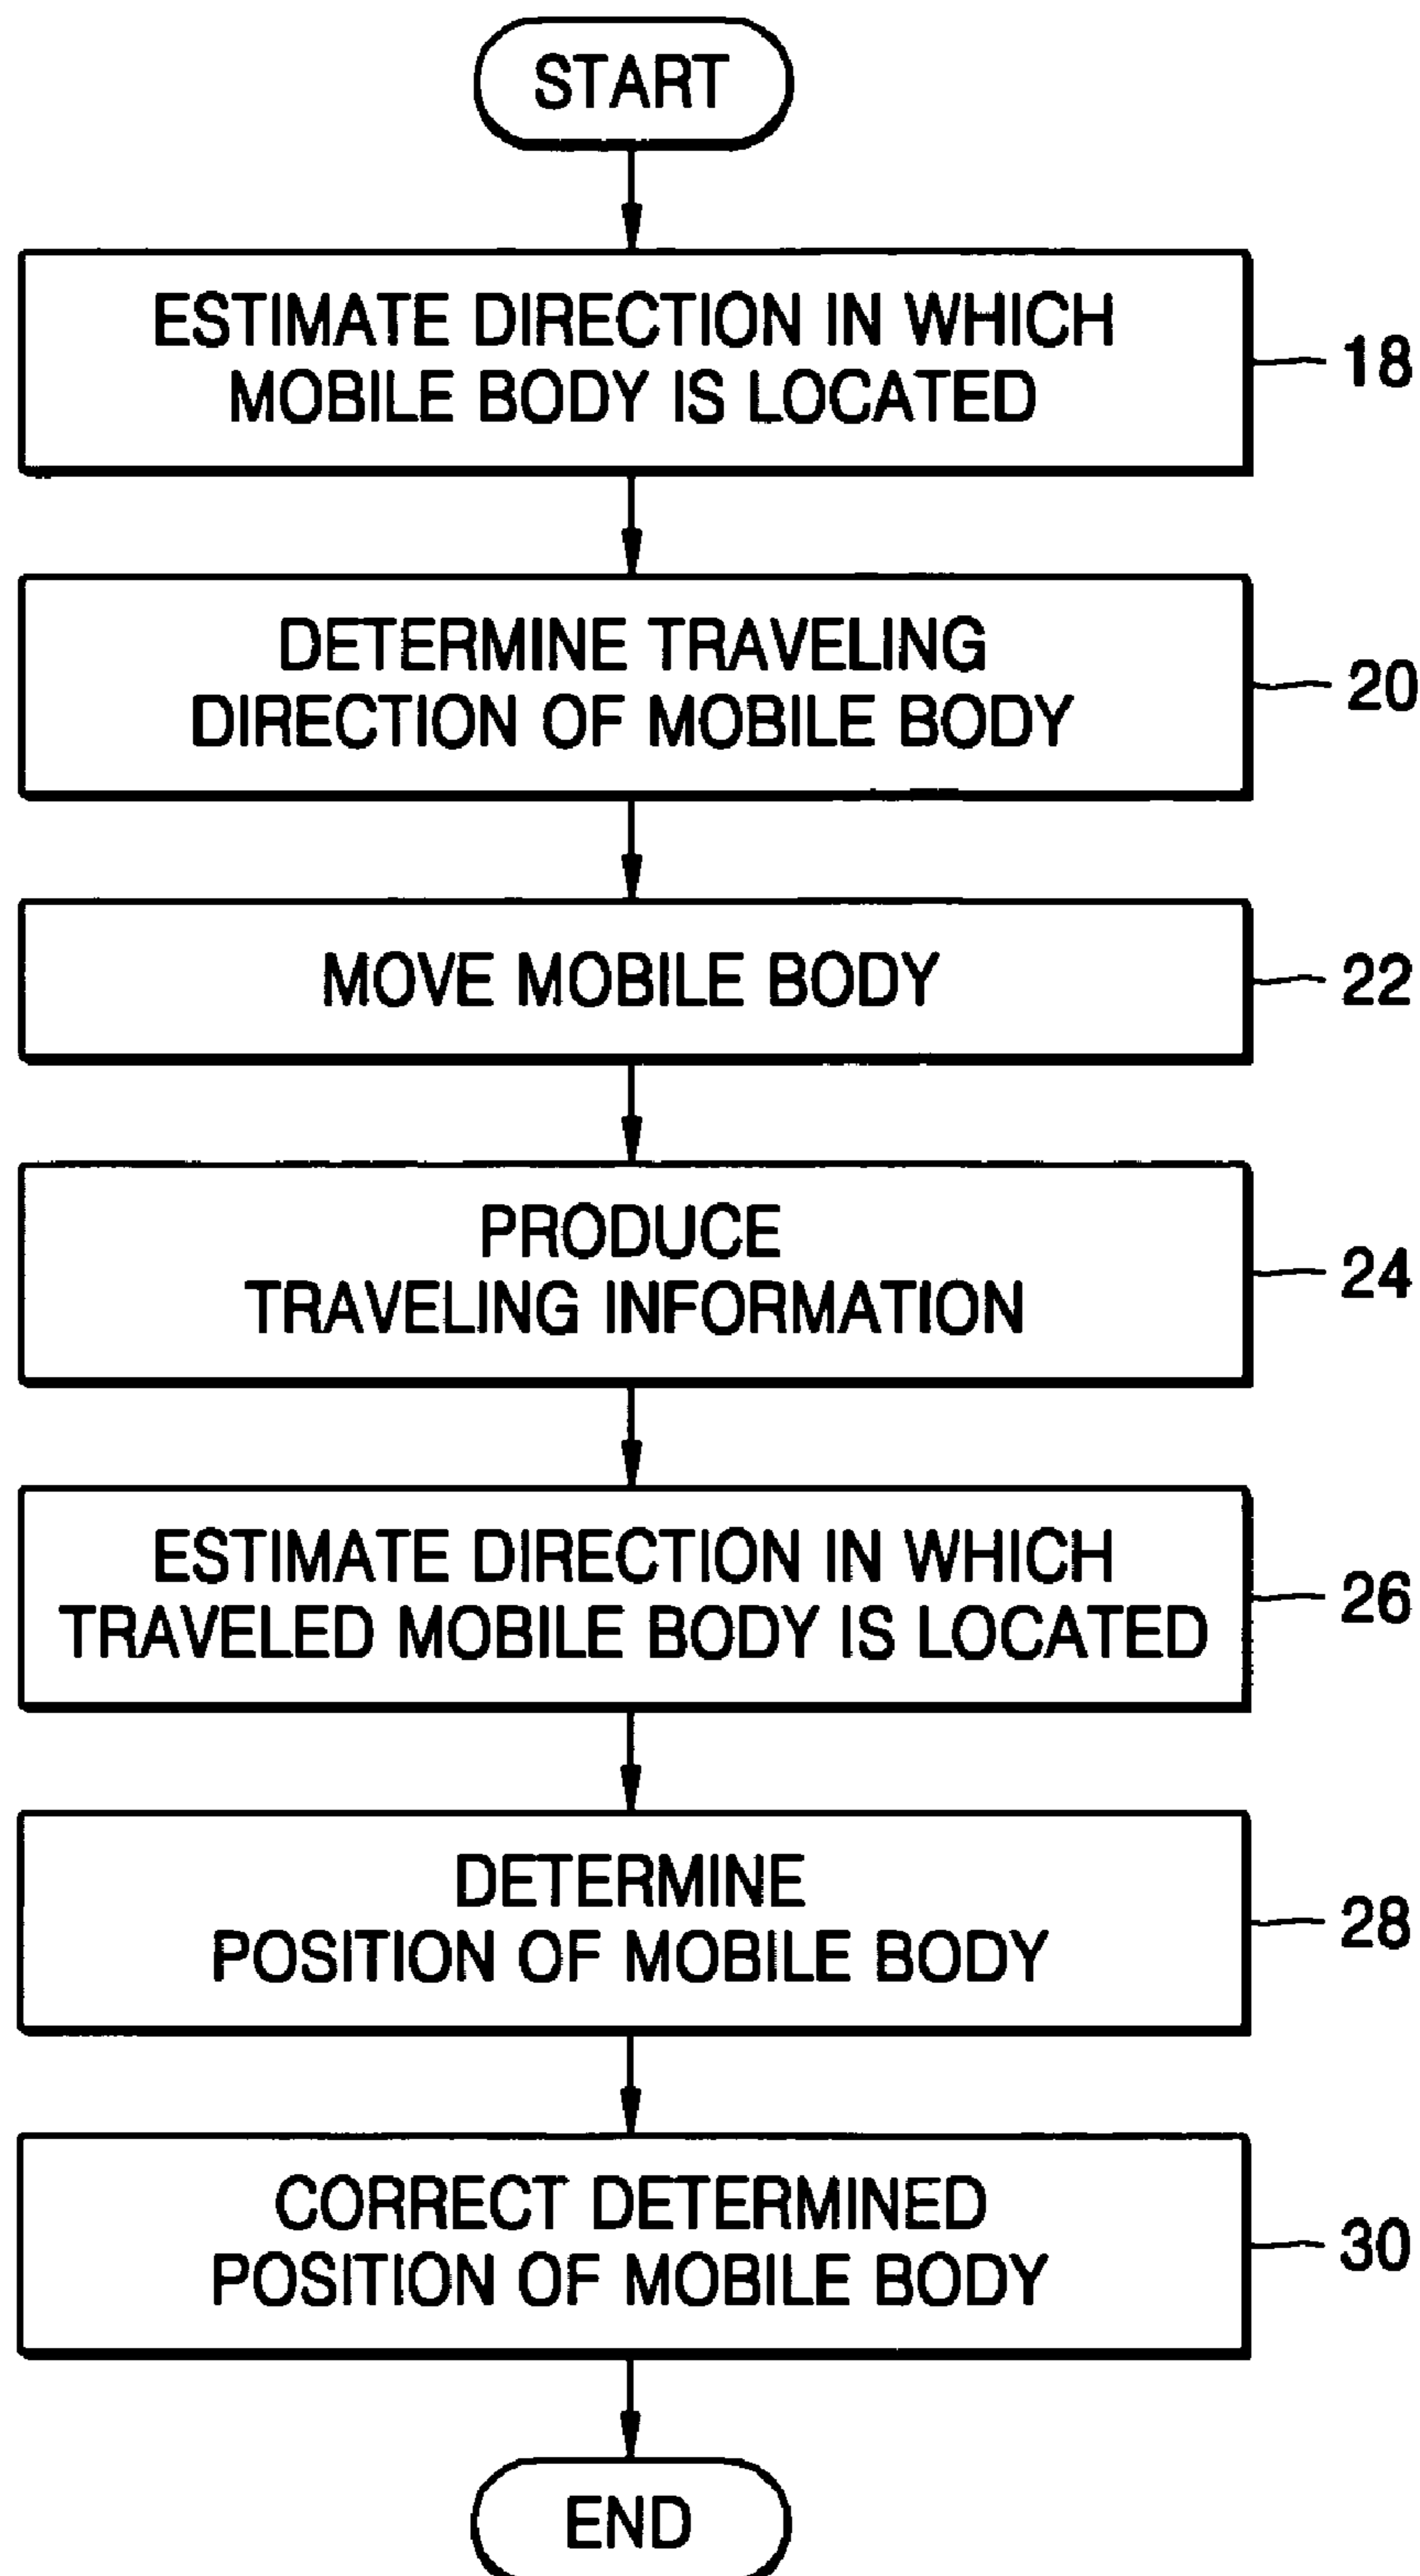 START
ESTIMATE DIRECTION IN WHICH
MOBILE BODY IS LOCATED
18
DETERMINE TRAVELING
DIRECTION OF MOBILE BODY
20
MOVE MOBILE BODY
22
PRODUCE
TRAVELING INFORMATION
24
ESTIMATE DIRECTION IN WHICH
TRAVELED MOBILE BODY IS LOCATED
26
DETERMINE
POSITION OF MOBILE BODY
28
CORRECT DETERMINED
POSITION OF MOBILE BODY
30
END